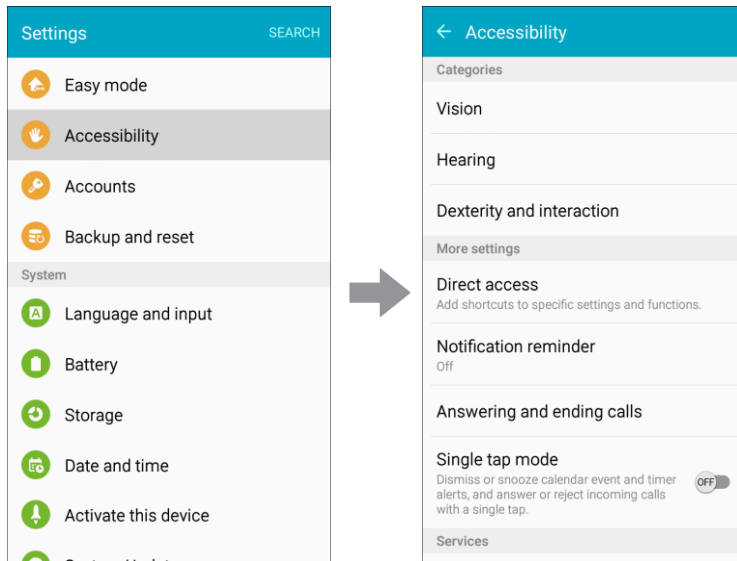 Settings
SEARCH
Easy mode
Accessibility
Accounts
Backup and reset
System
Language and input
Battery
Storage
Date and time
Activate this device
← Accessibility
Categories
Vision
Hearing
Dexterity and interaction
More settings
Direct access
Add shortcuts to specific settings and functions.
Notification reminder
Off
Answering and ending calls
Single tap mode
Dismiss or snooze calendar event and timer
alerts, and answer or reject incoming calls
with a single tap.
OFF
Services